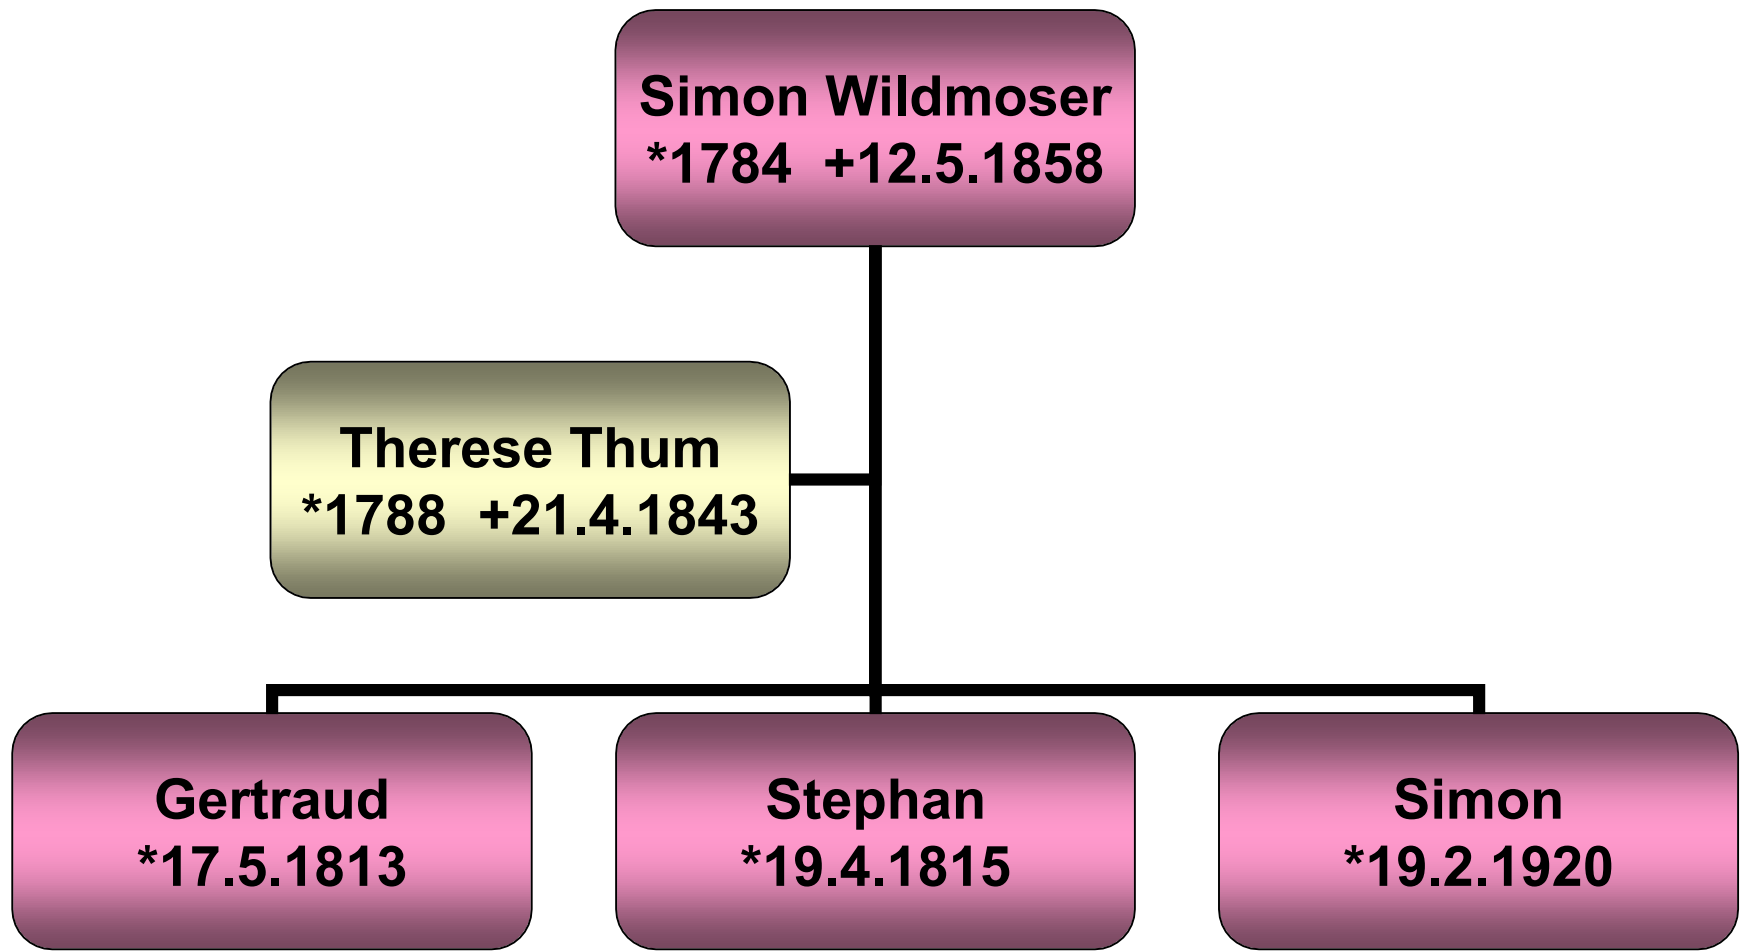 Simon Wildmoser
*1784 +12.5.1858
Therese Thum
*1788 +21.4.1843
Gertraud
*17.5.1813
Stephan
*19.4.1815
Simon
*19.2.1920